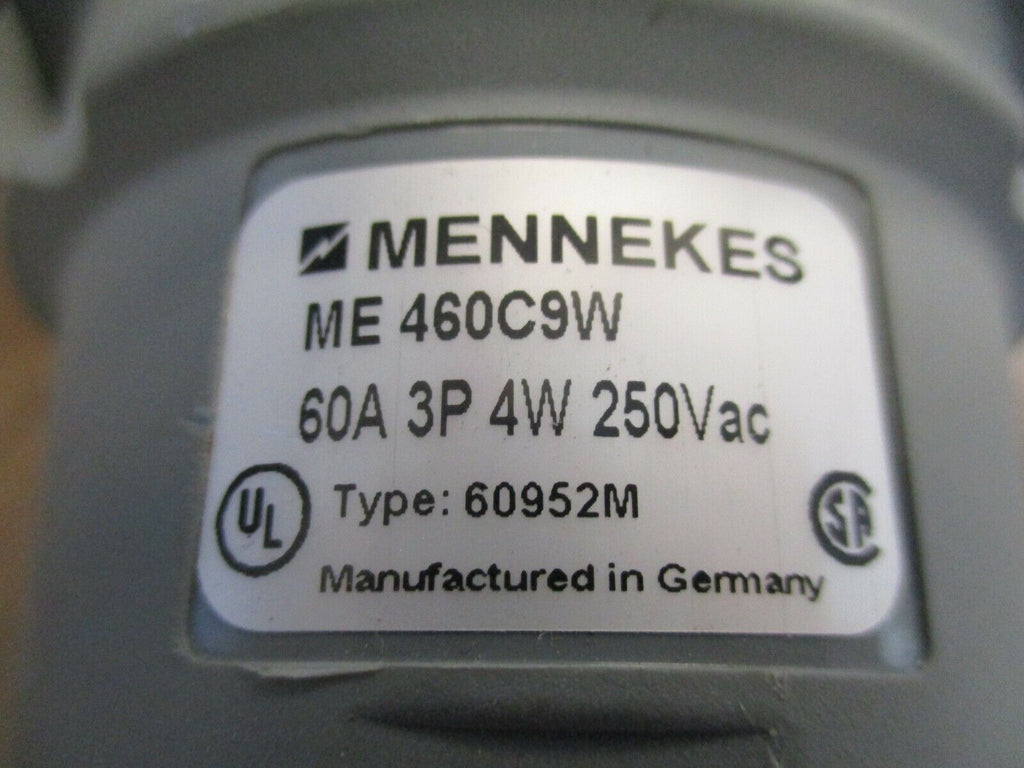 MENNEKES
ME 460C9W
60A 3P 4W 250Vac
UL Type: 60952M SA
Manufactured in Germany